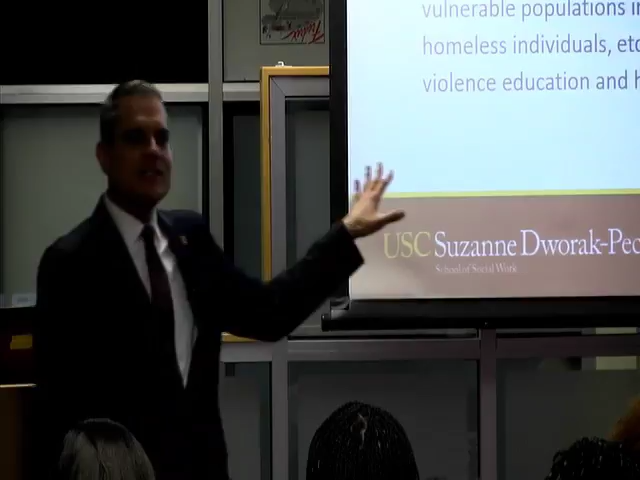 vulnerable populations
homeless individuals, etc
violence education and
USC Suzanne Dworak-Pec
School of Social Work